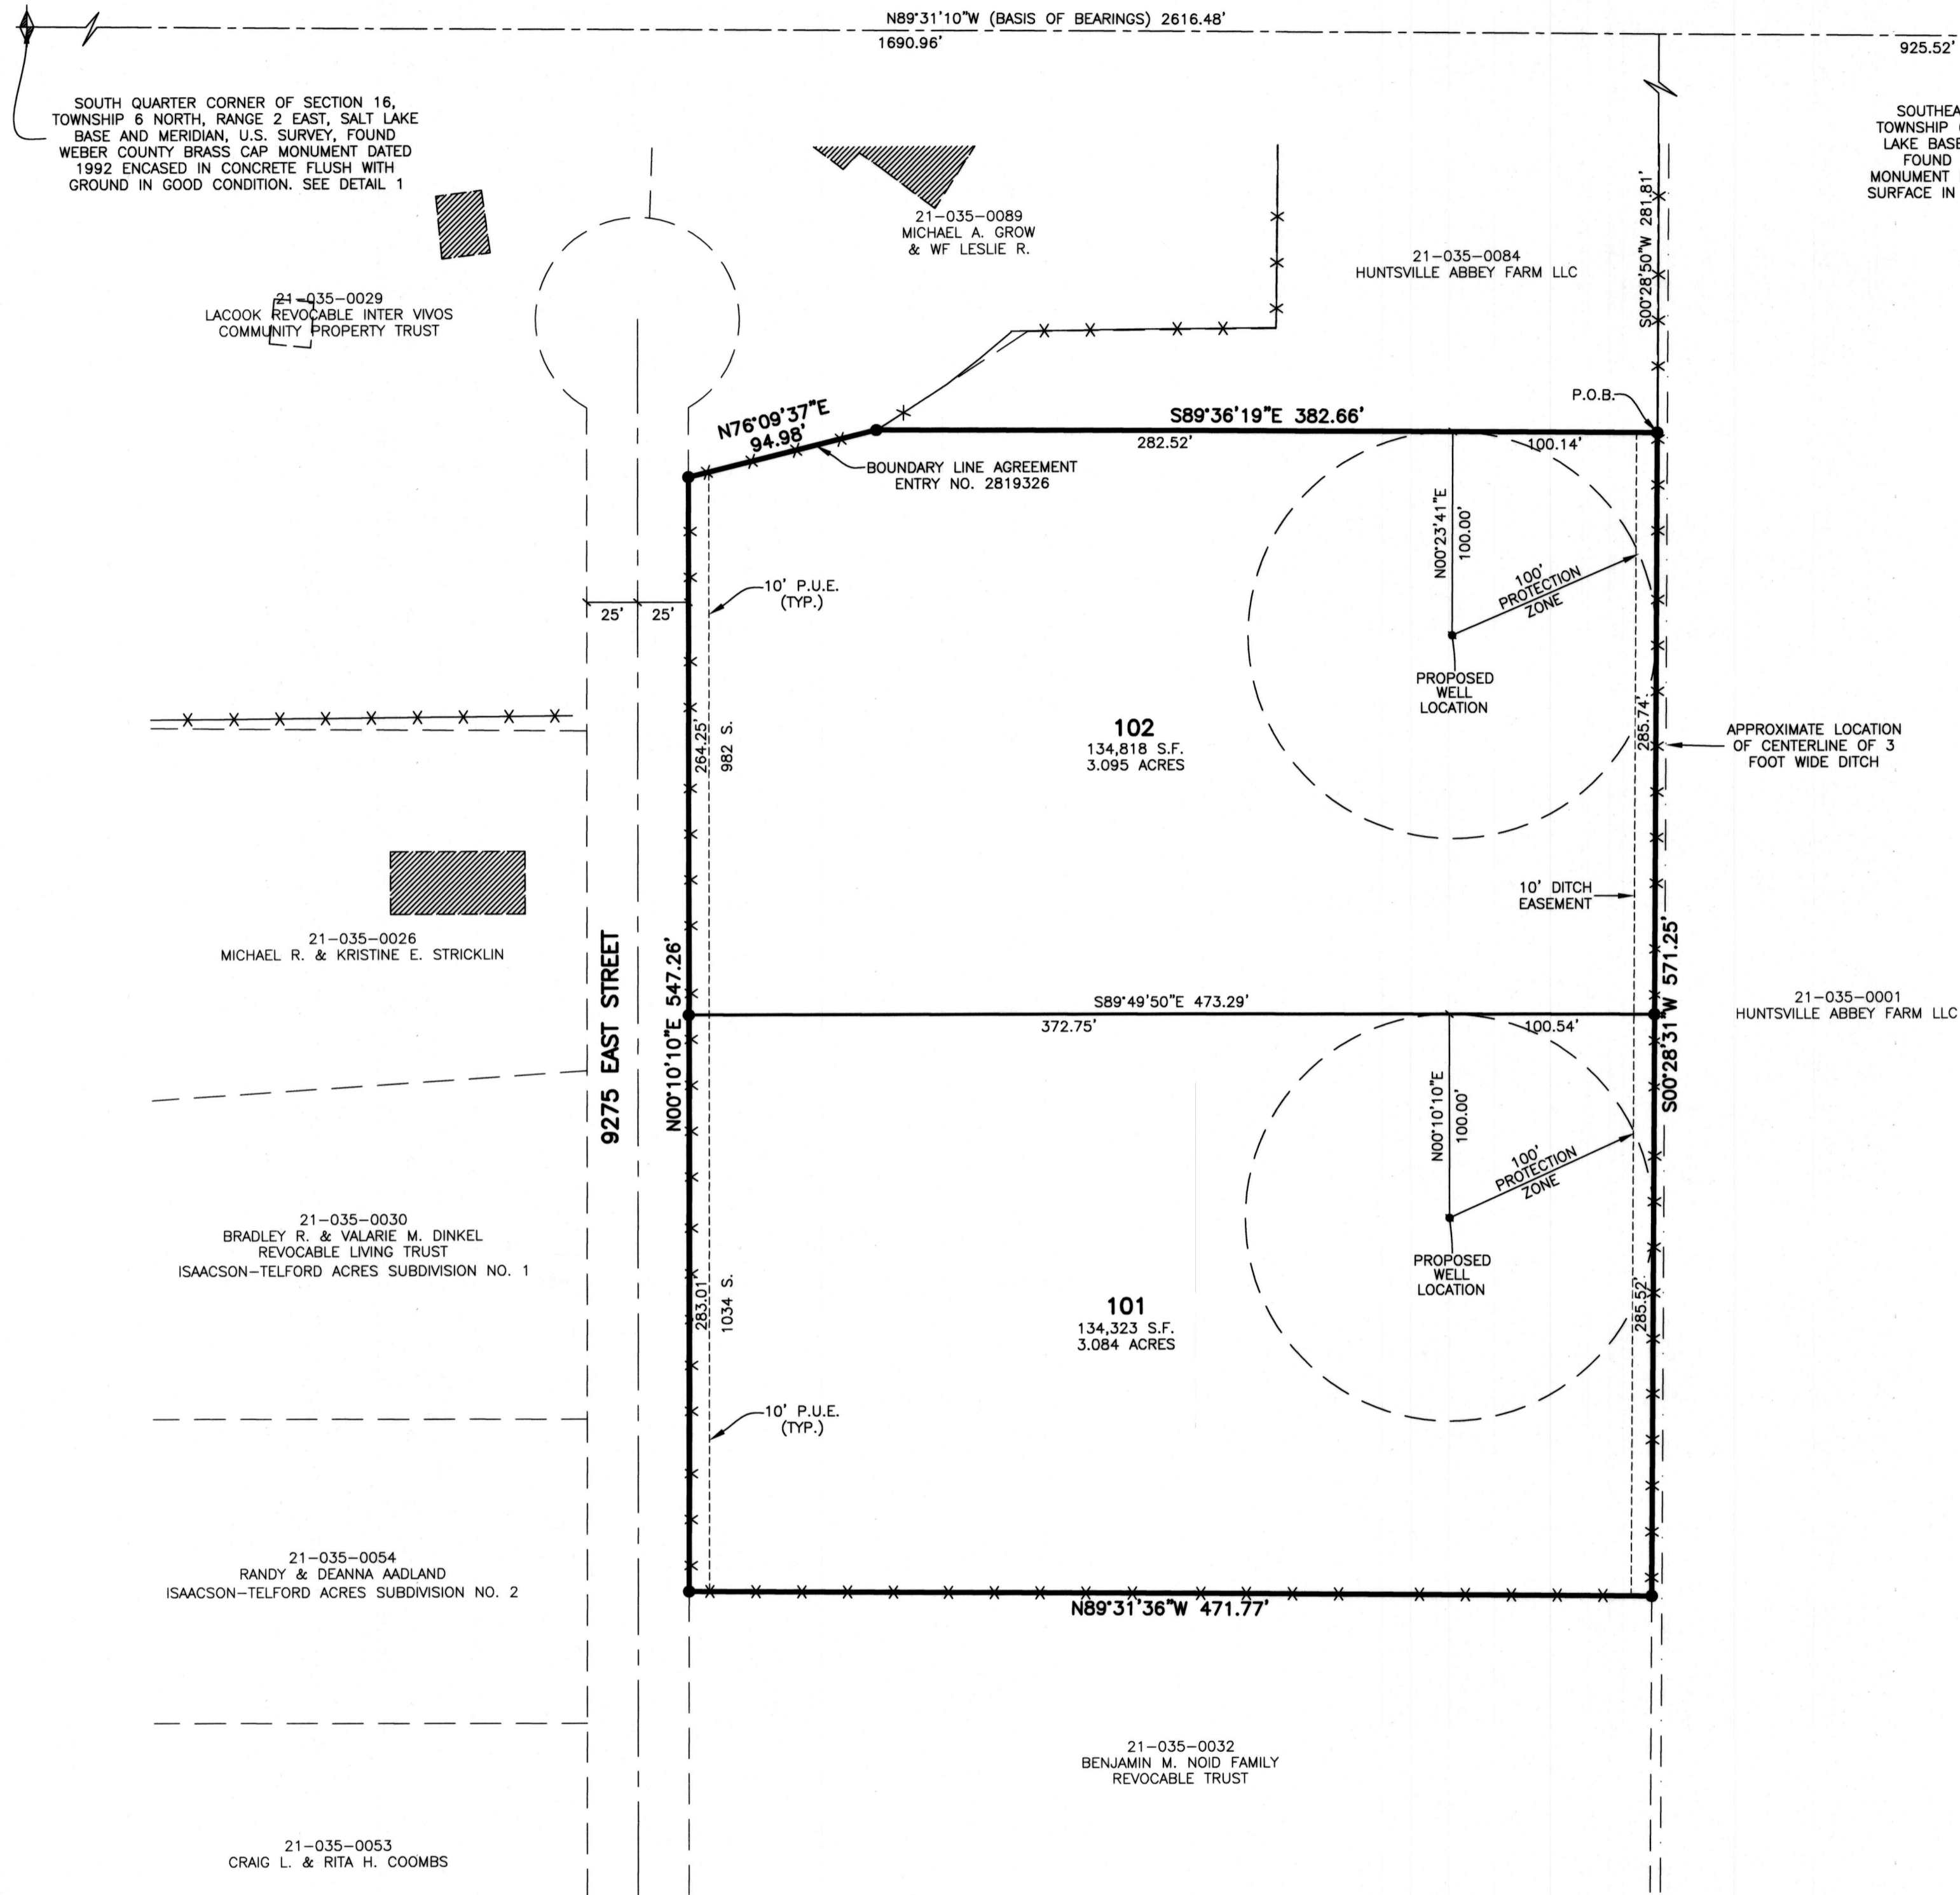 N89°31'10"W (BASIS OF BEARINGS) 2616.48'
1690.96'
925.52'
SOUTH QUARTER CORNER OF SECTION 16,
TOWNSHIP 6 NORTH, RANGE 2 EAST, SALT LAKE
BASE AND MERIDIAN, U.S. SURVEY, FOUND
WEBER COUNTY BRASS CAP MONUMENT DATED
1992 ENCASED IN CONCRETE FLUSH WITH
GROUND IN GOOD CONDITION. SEE DETAIL 1
SOUTHEA
TOWNSHIP
LAKE BASE
FOUND
MONUMENT
SURFACE IN
21-035-0089
MICHAEL A. GROW
& WF LESLIE R.
21-035-0084
HUNTSVILLE ABBEY FARM LLC
S00°28'50"W 281.81'
21-035-0029
LACOOK REVOCABLE INTER VIVOS
COMMUNITY PROPERTY TRUST
P.O.B.
N76°09'37"E
94.98'
S89°36'19"E 382.66'
282.52'
100.14'
BOUNDARY LINE AGREEMENT
ENTRY NO. 2819326
N00°23'41"E
100.00'
100'
PROTECTION
ZONE
10' P.U.E.
(TYP.)
25'
25'
PROPOSED
WELL
LOCATION
264.25'
982 S.
102
134,818 S.F.
3.095 ACRES
285.74'
APPROXIMATE LOCATION
OF CENTERLINE OF 3
FOOT WIDE DITCH
10' DITCH
EASEMENT
21-035-0026
MICHAEL R. & KRISTINE E. STRICKLIN
9275 EAST STREET
N00°10'10"E 547.26'
S89°49'50"E 473.29'
372.75'
100.54'
S00°28'31"W 571.25'
21-035-0001
HUNTSVILLE ABBEY FARM LLC
N00°10'10"E
100.00'
100'
PROTECTION
ZONE
21-035-0030
BRADLEY R. & VALARIE M. DINKEL
REVOCABLE LIVING TRUST
ISAACSON-TELFORD ACRES SUBDIVISION NO. 1
PROPOSED
WELL
LOCATION
283.01'
1034 S.
101
134,323 S.F.
3.084 ACRES
285.52'
10' P.U.E.
(TYP.)
21-035-0054
RANDY & DEANNA AADLAND
ISAACSON-TELFORD ACRES SUBDIVISION NO. 2
N89°31'36"W 471.77'
21-035-0032
BENJAMIN M. NOID FAMILY
REVOCABLE TRUST
21-035-0053
CRAIG L. & RITA H. COOMBS